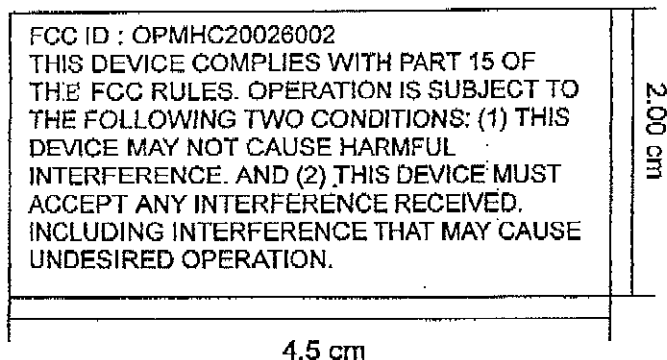 FCC ID : OPMHC20026002
THIS DEVICE COMPLIES WITH PART 15 OF
THE FCC RULES. OPERATION IS SUBJECT TO
THE FOLLOWING TWO CONDITIONS: (1) THIS
DEVICE MAY NOT CAUSE HARMFUL
INTERFERENCE. AND (2) THIS DEVICE MUST
ACCEPT ANY INTERFERENCE RECEIVED.
INCLUDING INTERFERENCE THAT MAY CAUSE
UNDESIRED OPERATION.
2.00 cm
4.5 cm